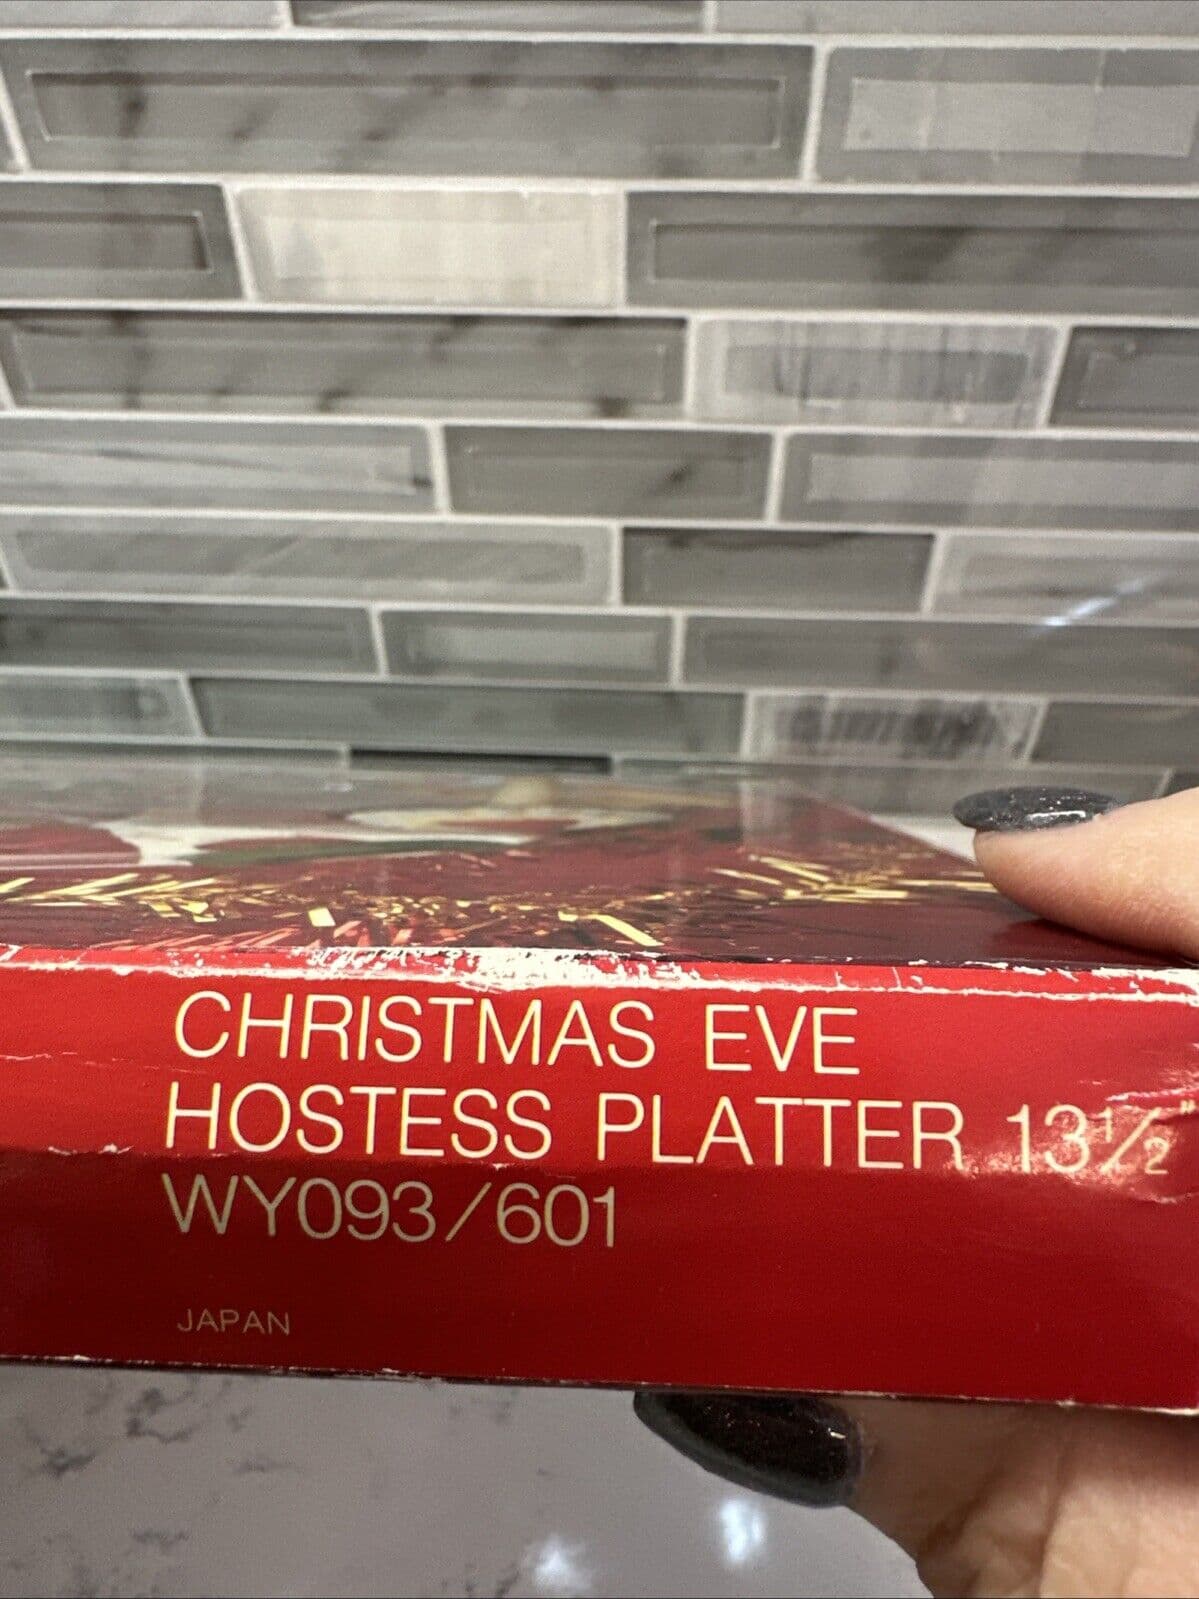 CHRISTMAS EVE
HOSTESS PLATTER 13½"
WY093/601
JAPAN